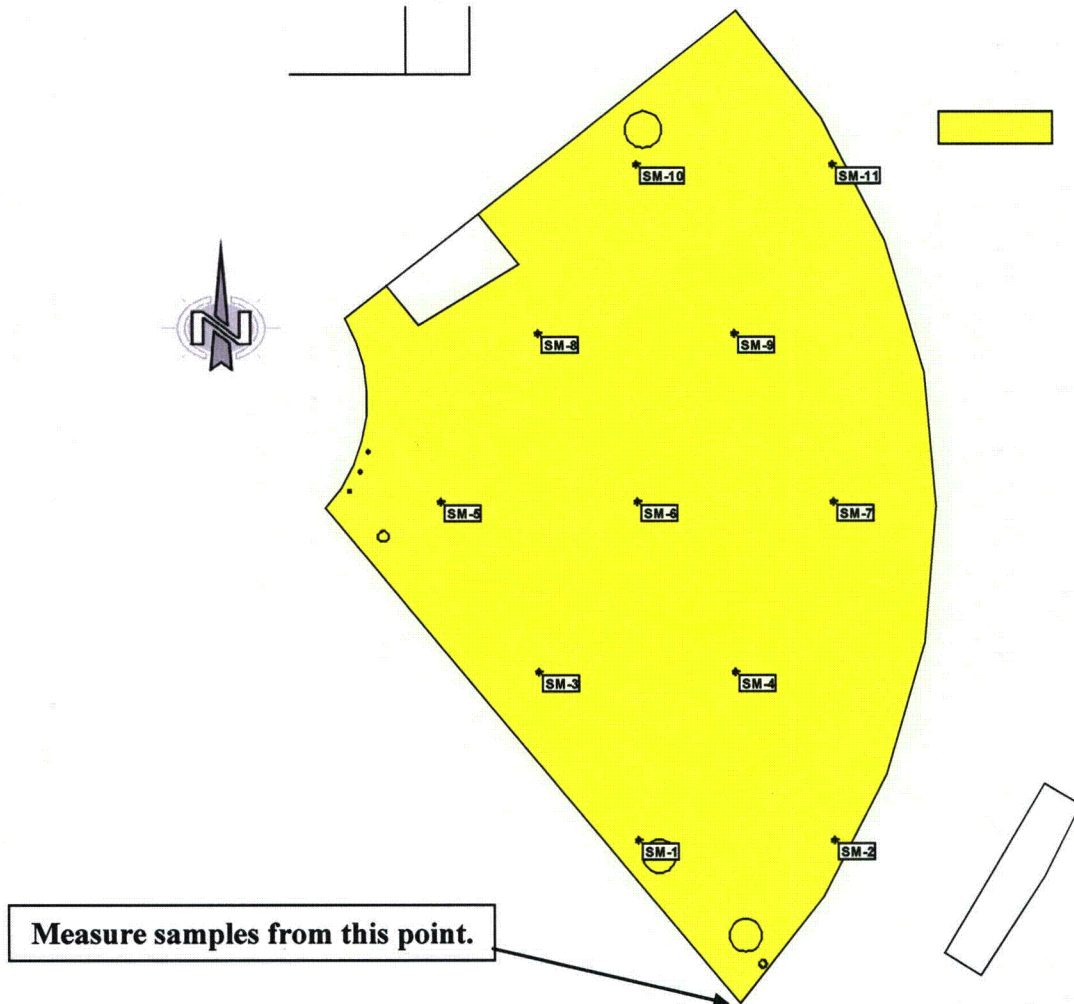 SM-10
SM-11
SM-8
SM-9
SM-5
SM-6
SM-7
SM-3
SM-4
SM-1
SM-2
Measure samples from this point.
N